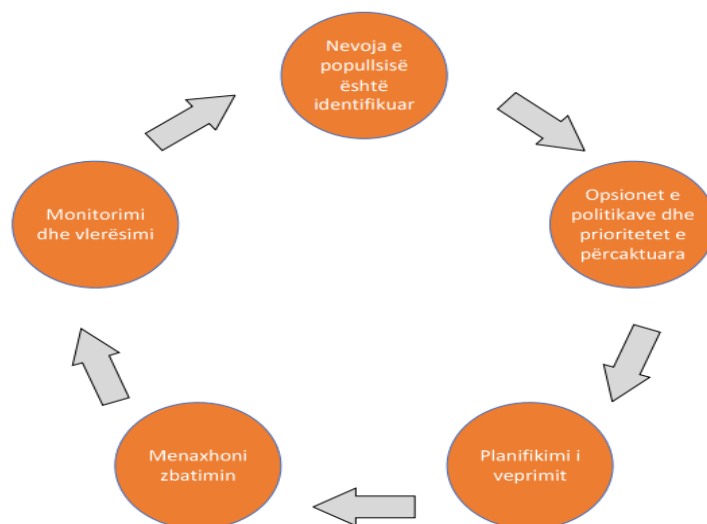 Nevoja e
popullsisë
është
identifikuar
Opsionet e
politikave dhe
prioritetet e
përcaktuara
Planifikimi i
veprimit
Menaxhoni
zbatimin
Monitorimi
dhe vlerësimi